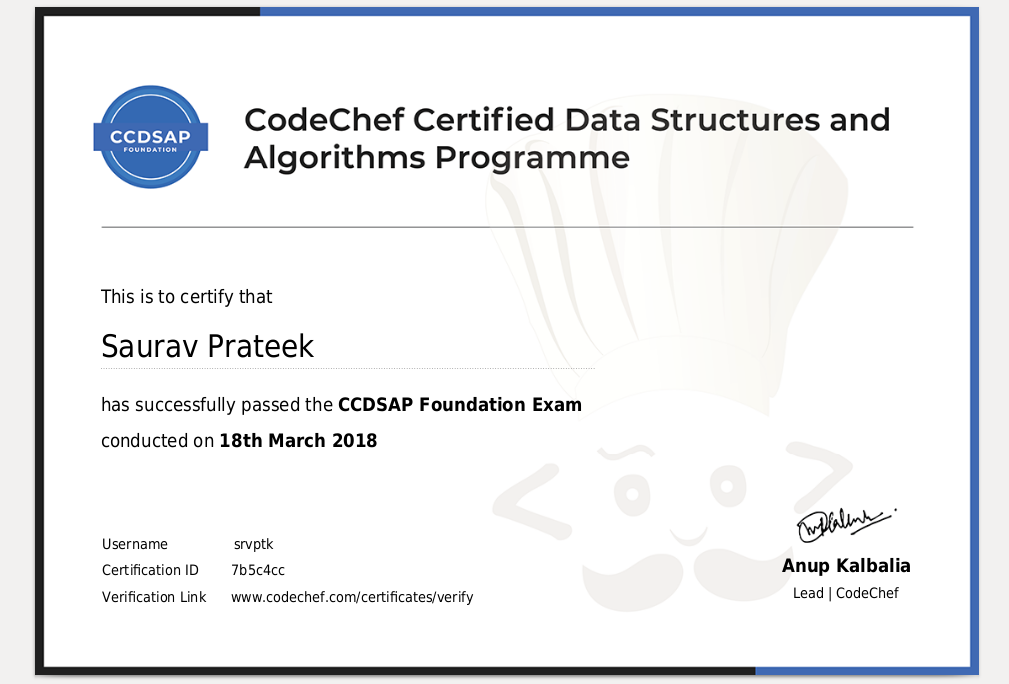 CCDSAP
FOUNDATION
CodeChef Certified Data Structures and
Algorithms Programme
This is to certify that
Saurav Prateek
has successfully passed the CCDSAP Foundation Exam
conducted on 18th March 2018
Username srvptk
Certification ID 7b5c4cc
Verification Link www.codechef.com/certificates/verify
Anup Kalbalia
Lead | CodeChef